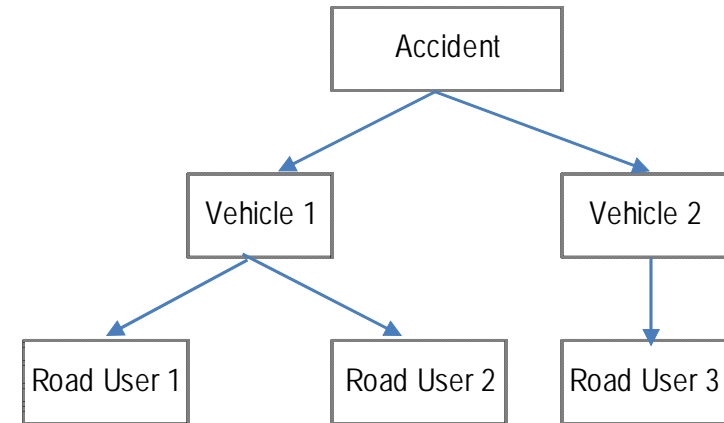 Accident
Vehicle 1
Vehicle 2
Road User 1
Road User 2
Road User 3